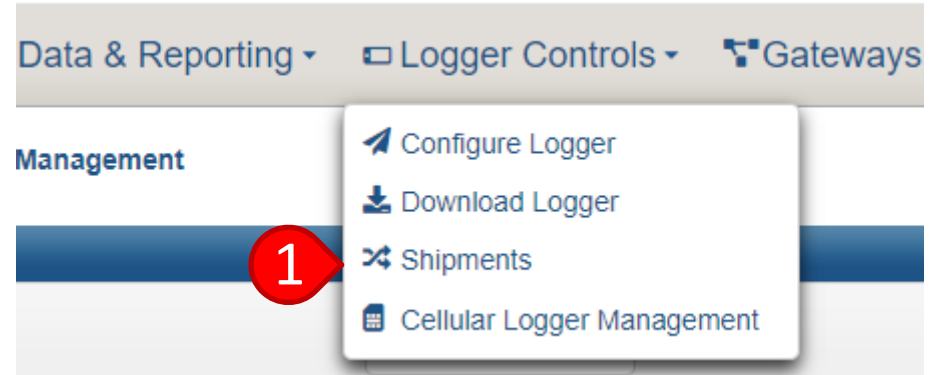 Data & Reporting Logger Controls Gateways
Management
Configure Logger
Download Logger
1 Shipments
Cellular Logger Management